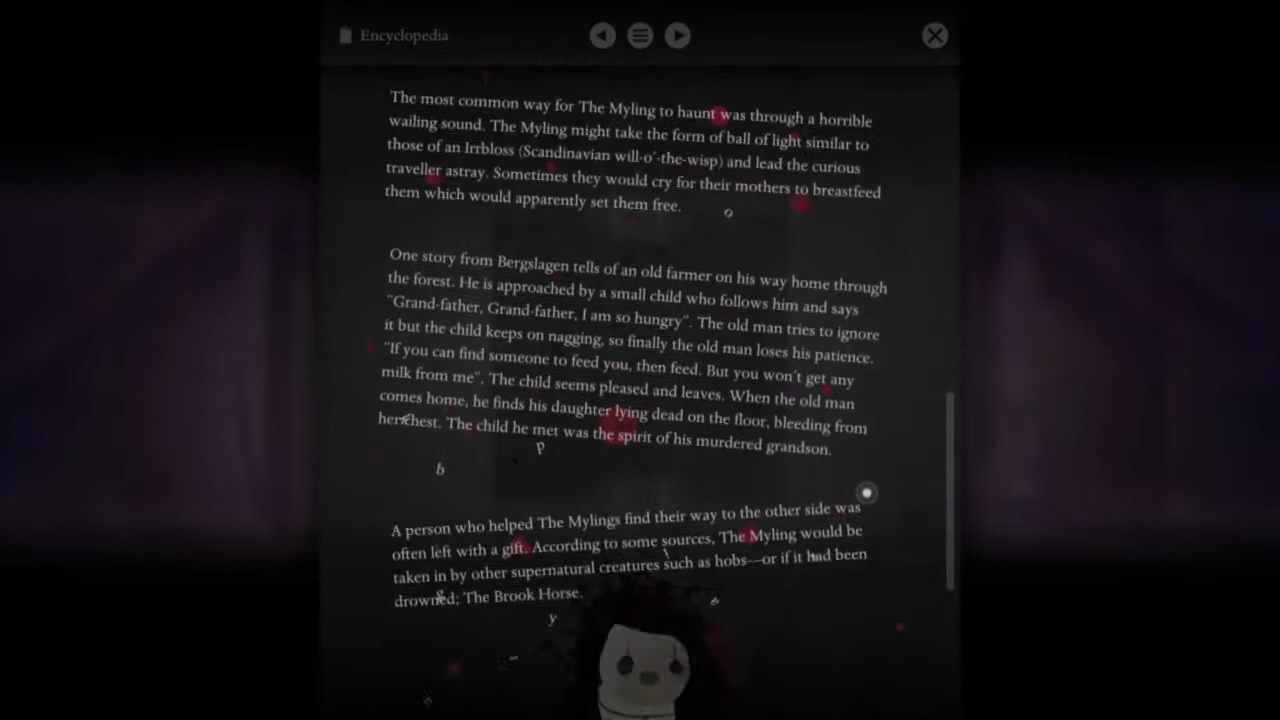 Encyclopedia
The most common way for The Myling to haunt was through a horrible
wailing sound. The Myling might take the form of ball of light similar to
those of an Irrbloss (Scandinavian will-o'-the-wisp) and lead the curious
traveller astray. Sometimes they would cry for their mothers to breastfeed
them which would apparently set them free.
o
One story from Bergslagen tells of an old farmer on his way home through
the forest. He is approached by a small child who follows him and says
"Grand-father, Grand-father, I am so hungry". The old man tries to ignore
it but the child keeps on nagging, so finally the old man loses his patience.
"If you can find someone to feed you, then feed. But you won't get any
milk from me". The child seems pleased and leaves. When the old man
comes home, he finds his daughter lying dead on the floor, bleeding from
her chest. The child he met was the spirit of his murdered grandson.
p
b
A person who helped The Mylings find their way to the other side was
often left with a gift. According to some sources, The Myling would be
taken in by other supernatural creatures such as hobs—or if it had been
drowned; The Brook Horse.
y